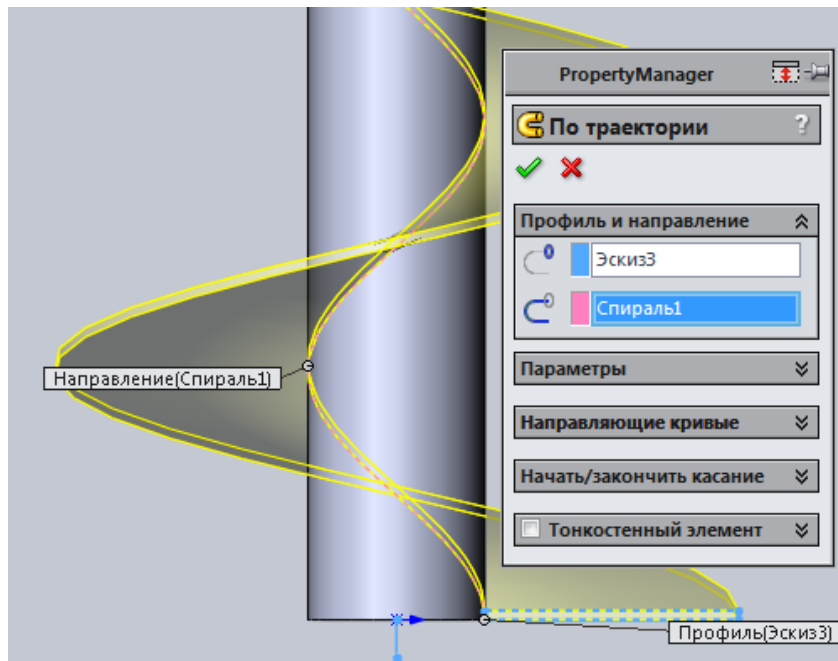 PropertyManager
По траектории
?
Профиль и направление
Эскиз3
Спираль1
Параметры
Направляющие кривые
Начать/закончить касание
Тонкостенный элемент
Направление(Спираль1)
Профиль(Эскиз3)